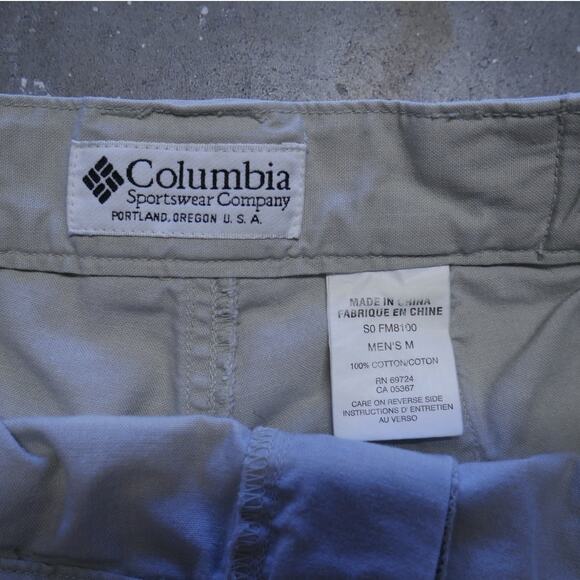 Columbia
Sportswear Company
PORTLAND, OREGON U. S. A.
MADE IN CHINA
FABRIQUE EN CHINE
S0 FM8100
MEN'S M
100% COTTON/COTON
RN 69724
CA 05367
CARE ON REVERSE SIDE
INSTRUCTIONS D' ENTRETIEN
AU VERSO